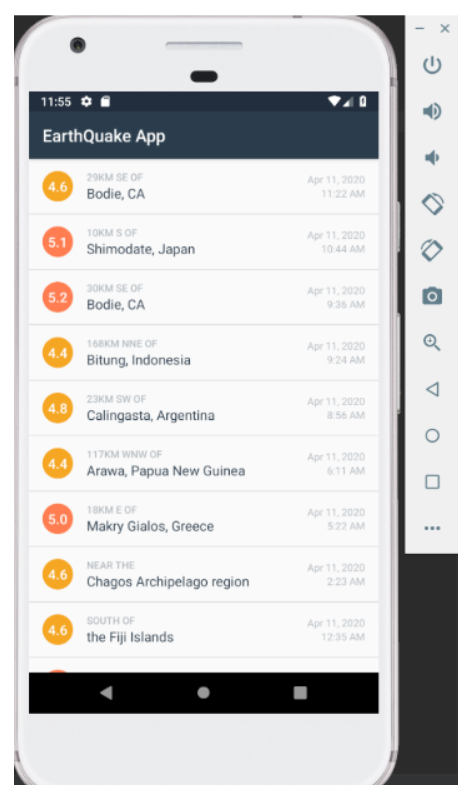 11:55
EarthQuake App
4.6
29KM SE OF
Bodie, CA
Apr 11, 2020
11:22 AM
5.1
10KM S OF
Shimodate, Japan
Apr 11, 2020
10:44 AM
5.2
30KM SE OF
Bodie, CA
Apr 11, 2020
9:36 AM
4.4
168KM NNE OF
Bitung, Indonesia
Apr 11, 2020
9:24 AM
4.8
23KM SW OF
Calingasta, Argentina
Apr 11, 2020
8:56 AM
4.4
117KM WNW OF
Arawa, Papua New Guinea
Apr 11, 2020
6:11 AM
5.0
18KM E OF
Makry Gialos, Greece
Apr 11, 2020
5:22 AM
4.6
NEAR THE
Chagos Archipelago region
Apr 11, 2020
2:23 AM
4.6
SOUTH OF
the Fiji Islands
Apr 11, 2020
12:35 AM